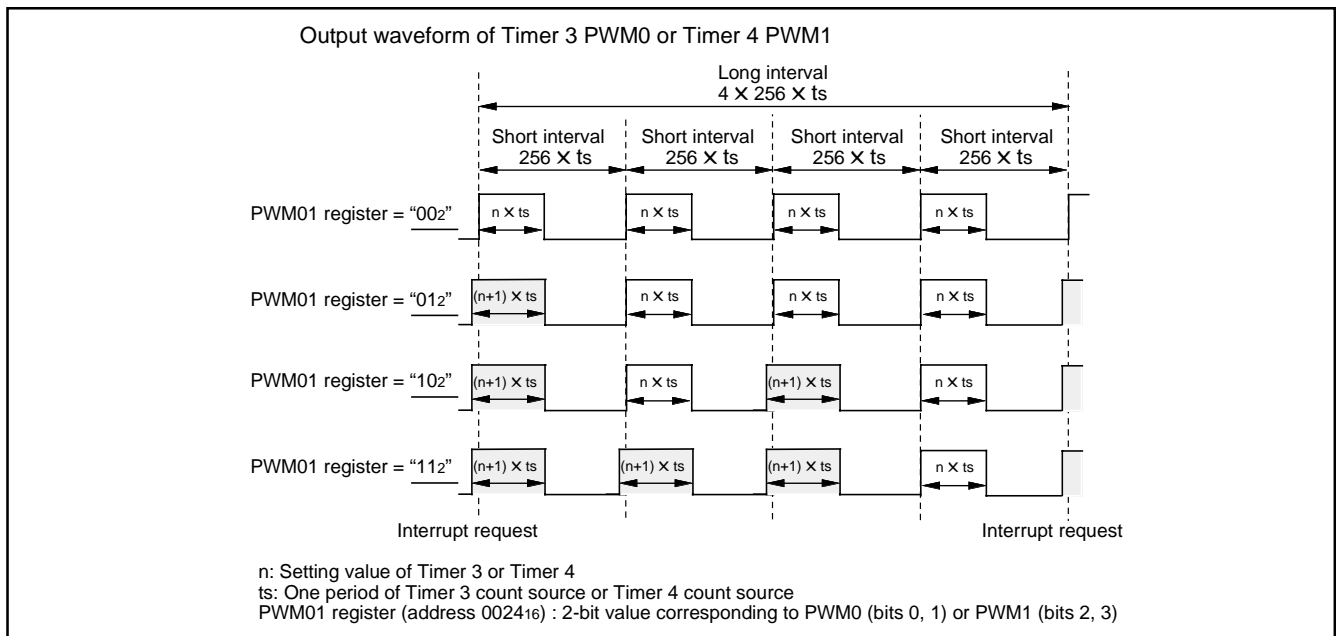 Output waveform of Timer 3 PWM0 or Timer 4 PWM1
Long interval
4 × 256 × ts
Short interval Short interval Short interval Short interval
256 × ts 256 × ts 256 × ts 256 × ts
PWM01 register = “002” n × ts n × ts n × ts n × ts
PWM01 register = “012” (n+1) × ts n × ts n × ts n × ts
PWM01 register = “102” (n+1) × ts n × ts (n+1) × ts n × ts
PWM01 register = “112” (n+1) × ts (n+1) × ts (n+1) × ts n × ts
Interrupt request Interrupt request
n: Setting value of Timer 3 or Timer 4
ts: One period of Timer 3 count source or Timer 4 count source
PWM01 register (address 002416) : 2-bit value corresponding to PWM0 (bits 0, 1) or PWM1 (bits 2, 3)